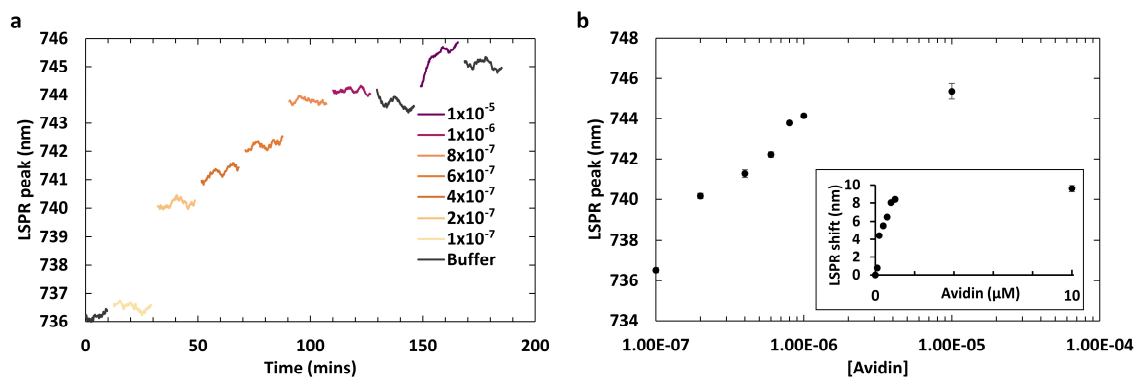 a
746
745
744
743
742
741
740
739
738
737
736
LSPR peak (nm)
0
50
100
150
200
Time (mins)
1x10⁻⁵
1x10⁻⁶
8x10⁻⁷
6x10⁻⁷
4x10⁻⁷
2x10⁻⁷
1x10⁻⁷
Buffer
b
748
746
744
742
740
738
736
734
LSPR peak (nm)
1.00E-07
1.00E-06
1.00E-05
1.00E-04
[Avidin]
10
8
6
4
2
0
LSPR shift (nm)
0
10
Avidin (µM)